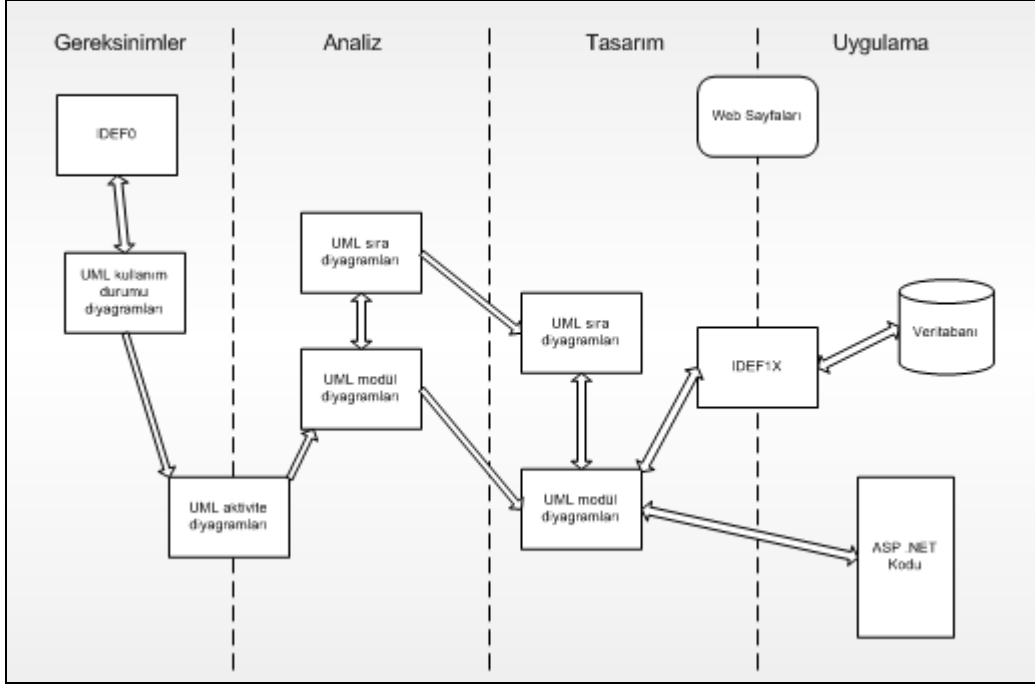 Gereksinimler
Analiz
Tasarım
Uygulama
IDEF0
Web Sayfaları
UML kullanım
durumu
diyagramları
UML sıra
diyagramları
UML modül
diyagramları
UML aktivite
diyagramları
UML sıra
diyagramları
UML modül
diyagramları
IDEF1X
Veritabanı
ASP .NET
Kodu